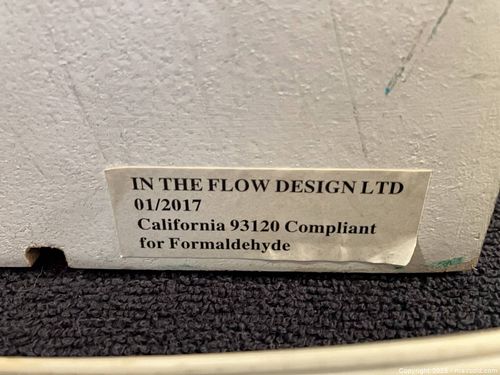 IN THE FLOW DESIGN LTD
01/2017
California 93120 Compliant
for Formaldehyde